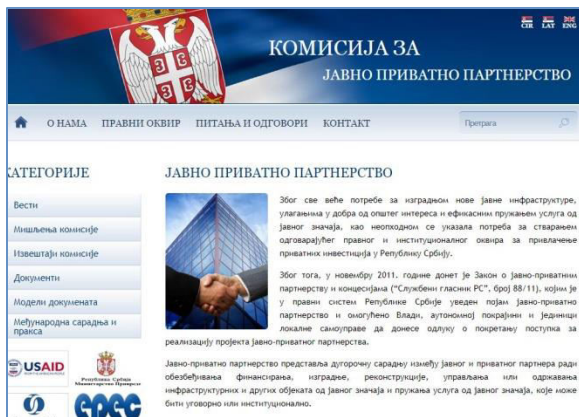 CIR LAT ENG
КОМИСИЈА ЗА
ЈАВНО ПРИВАТНО ПАРТНЕРСТВО
О НАМА ПРАВНИ ОКВИР ПИТАЊА И ОДГОВОРИ КОНТАКТ Претрага
КАТЕГОРИЈЕ
Вести
Мишљења комисије
Извештаји комисије
Документи
Модели докумената
Међународна сарадња и
пракса
USAID
Република Србија
Министарство Привреде
epec
ЈАВНО ПРИВАТНО ПАРТНЕРСТВО
Због све веће потребе за изградњом нове јавне инфраструктуре,
улагањима у добра од општег интереса и ефикасним пружањем услуга од
јавног значаја, као неопходном се указала потреба за стварањем
одговарајућег правног и институционалног оквира за привлачење
приватних инвестиција у Републику Србију.
Због тога, у новембру 2011. године донет је Закон о јавно-приватним
партнерству и концесијама ("Службени гласник РС", број 88/11), којим је
у правни систем Републике Србије уведен појам јавно-приватно
партнерство и омогућено Влади, аутономној покрајини и јединици
локалне самоуправе да донесе одлуку о покретању поступка за
реализацију пројекта јавно-приватног партнерства.
Јавно-приватно партнерство представља дугорочну сарадњу између јавног и приватног партнера ради
обезбеђивања финансирања, изградње, реконструкције, управљања или одржавања
инфраструктурних и других објеката од јавног значаја и пружања услуга од јавног значаја, које може
бити уговорно или институционално.